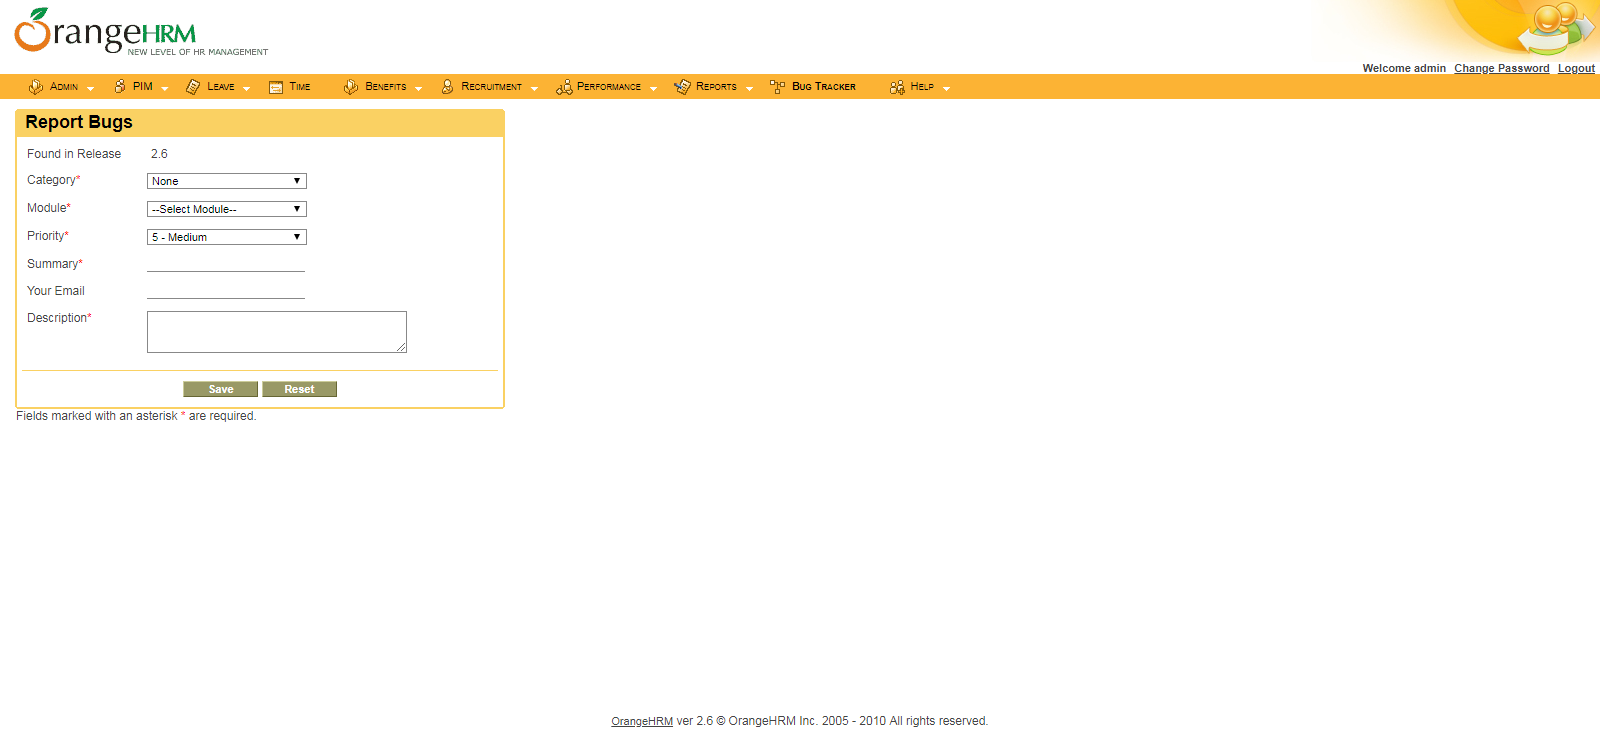 OrangeHRM
NEW LEVEL OF HR MANAGEMENT
Welcome admin Change Password Logout
Admin PIM Leave Time Benefits Recruitment Performance Reports Bug Tracker Help
Report Bugs
Found in Release 2.6
Category* None
Module* --Select Module--
Priority* 5 - Medium
Summary*
Your Email
Description*
Save Reset
Fields marked with an asterisk * are required.
OrangeHRM ver 2.6 © OrangeHRM Inc. 2005 - 2010 All rights reserved.